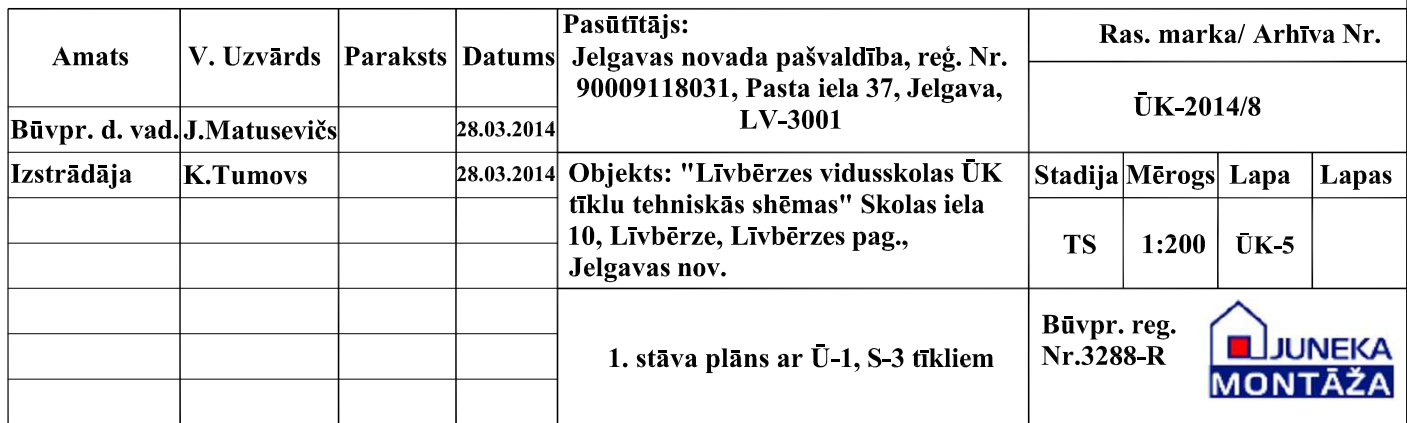 Amats V. Uzvārds Paraksts Datums
Būvpr. d. vad. J.Matusevičs 28.03.2014
Izstrādāja K.Tumovs 28.03.2014
Pasūtītājs:
Jelgavas novada pašvaldība, reģ. Nr.
90009118031, Pasta iela 37, Jelgava,
LV-3001
Objekts: "Līvbērzes vidusskolas ŪK
tīklu tehniskās shēmas" Skolas iela
10, Līvbērze, Līvbērzes pag.,
Jelgavas nov.
1. stāva plāns ar Ū-1, S-3 tīkliem
Ras. marka/ Arhīva Nr.
ŪK-2014/8
Stadija Mērogs Lapa Lapas
TS 1:200 ŪK-5
Būvpr. reg.
Nr.3288-R
JUNEKA
MONTĀŽA